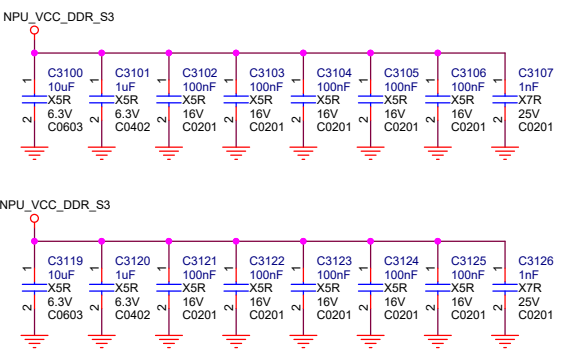 NPU_VCC_DDR_S3
1 C3100 1 C3101 1 C3102 1 C3103 1 C3104 1 C3105 1 C3106 1 C3107
10uF 1uF 100nF 100nF 100nF 100nF 100nF 1nF
X5R X5R X5R X5R X5R X5R X5R X7R
2 6.3V 2 6.3V 2 16V 2 16V 2 16V 2 16V 2 16V 2 25V
C0603 C0402 C0201 C0201 C0201 C0201 C0201 C0201
NPU_VCC_DDR_S3
1 C3119 1 C3120 1 C3121 1 C3122 1 C3123 1 C3124 1 C3125 1 C3126
10uF 1uF 100nF 100nF 100nF 100nF 100nF 1nF
X5R X5R X5R X5R X5R X5R X5R X7R
2 6.3V 2 6.3V 2 16V 2 16V 2 16V 2 16V 2 16V 2 25V
C0603 C0402 C0201 C0201 C0201 C0201 C0201 C0201